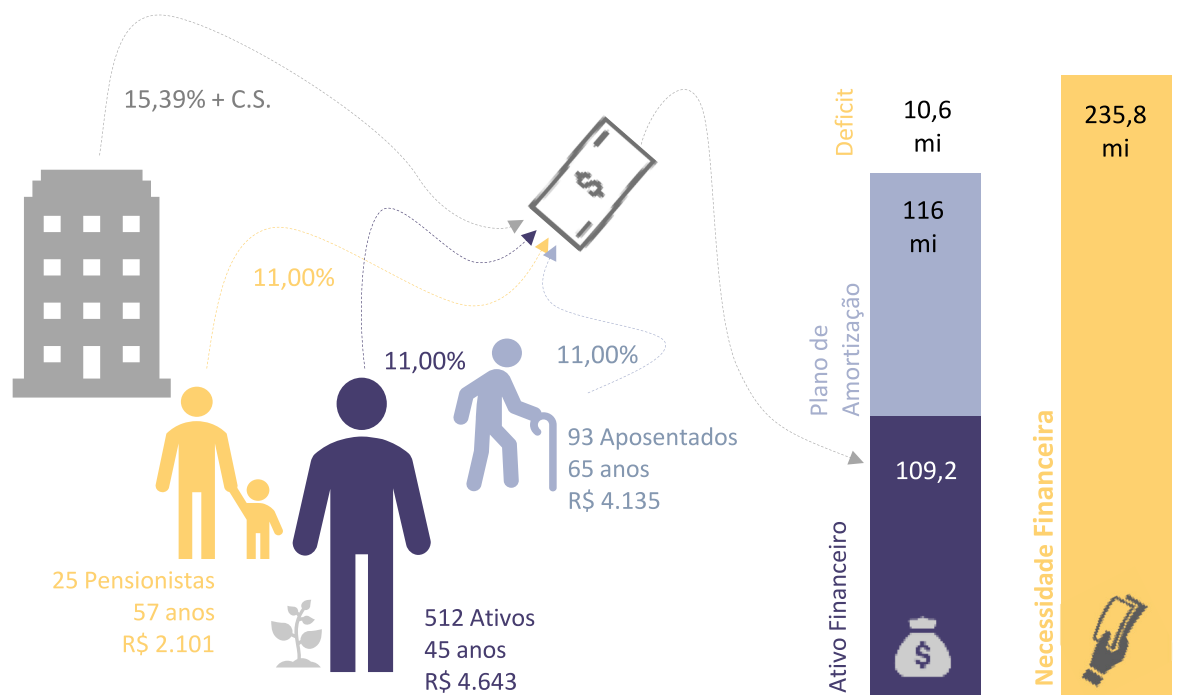 15,39% + C.S.
11,00%
11,00%
11,00%
$
25 Pensionistas
57 anos
R$ 2.101
512 Ativos
45 anos
R$ 4.643
93 Aposentados
65 anos
R$ 4.135
Deficit
10,6
mi
Plano de
Amortização
116
mi
Ativo Financeiro
109,2
$
Necessidade Financeira
235,8
mi